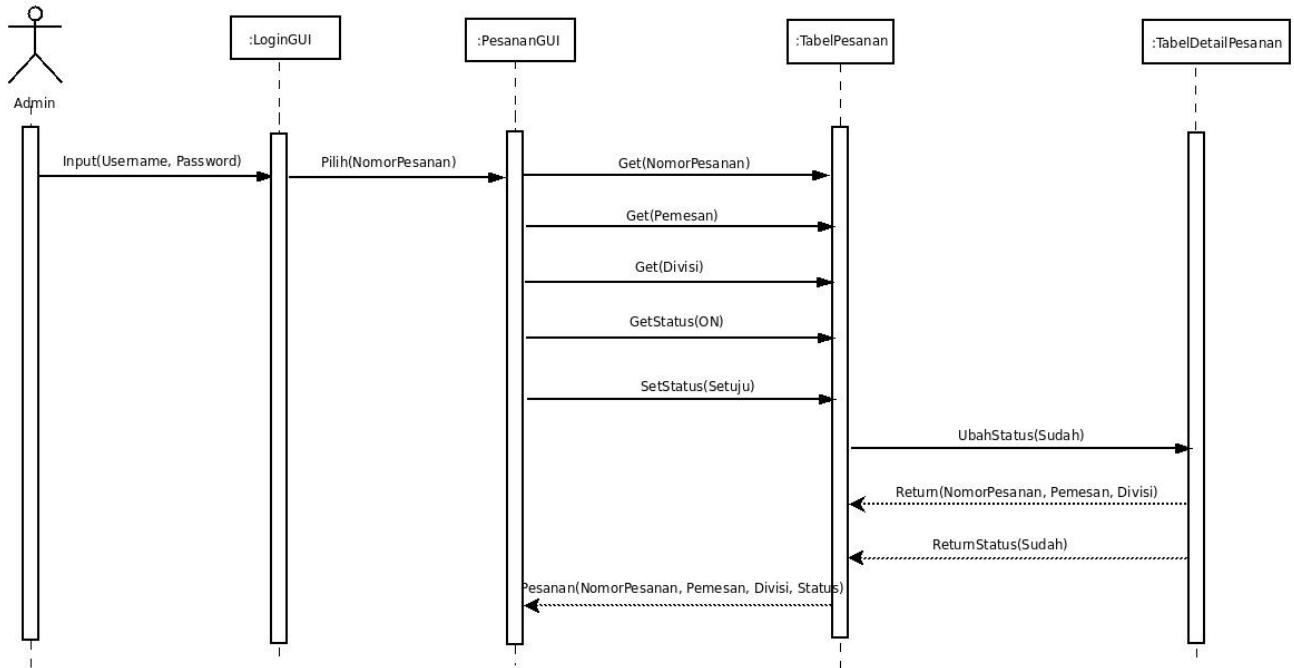 :LoginGUI
:PesananGUI
:TabelPesanan
:TabelDetailPesanan
Admin
Input(Username, Password)
Pilih(NomorPesanan)
Get(NomorPesanan)
Get(Pemesan)
Get(Divisi)
GetStatus(ON)
SetStatus(Setuju)
UbahStatus(Sudah)
Return(NomorPesanan, Pemesan, Divisi)
ReturnStatus(Sudah)
Pesanan(NomorPesanan, Pemesan, Divisi, Status)